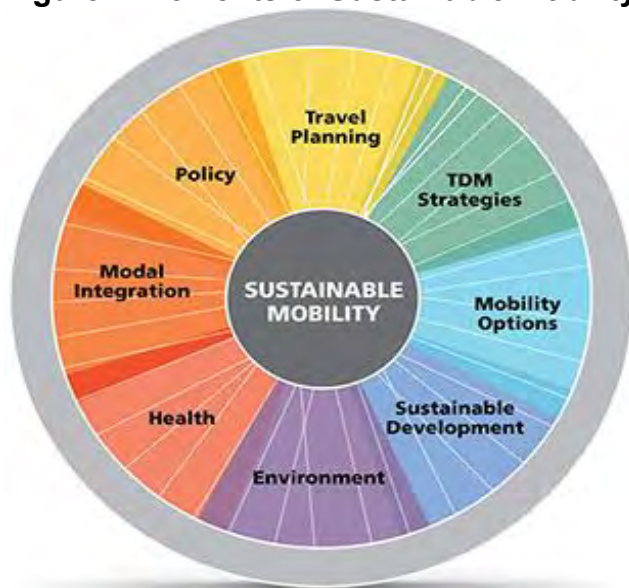 SUSTAINABLE
MOBILITY
Travel
Planning
TDM
Strategies
Mobility
Options
Sustainable
Development
Environment
Health
Modal
Integration
Policy